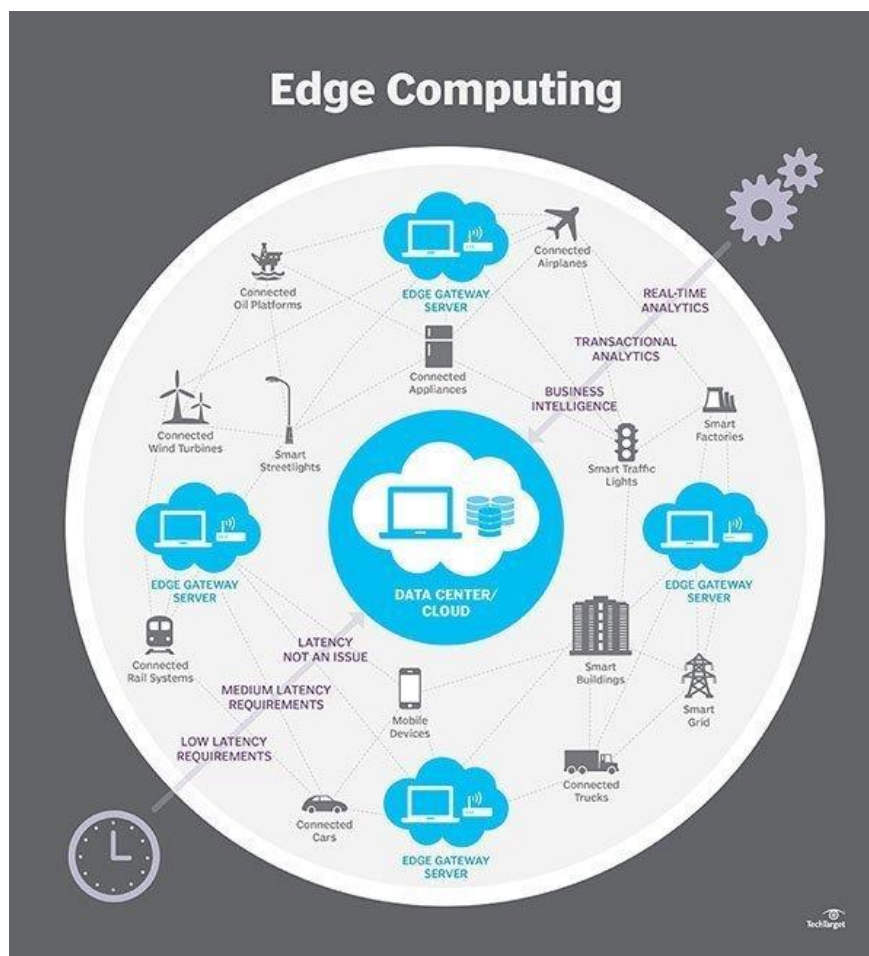 Edge Computing
Connected
Oil Platforms
EDGE GATEWAY
SERVER
Connected
Airplanes
REAL-TIME
ANALYTICS
TRANSACTIONAL
ANALYTICS
BUSINESS
INTELLIGENCE
Connected
Appliances
Connected
Wind Turbines
Smart
Streetlights
Smart Traffic
Lights
Smart
Factories
EDGE GATEWAY
SERVER
DATA CENTER/
CLOUD
EDGE GATEWAY
SERVER
Connected
Rail Systems
LATENCY
NOT AN ISSUE
MEDIUM LATENCY
REQUIREMENTS
LOW LATENCY
REQUIREMENTS
Mobile
Devices
Smart
Buildings
Smart
Grid
Connected
Cars
EDGE GATEWAY
SERVER
Connected
Trucks
TechTarget